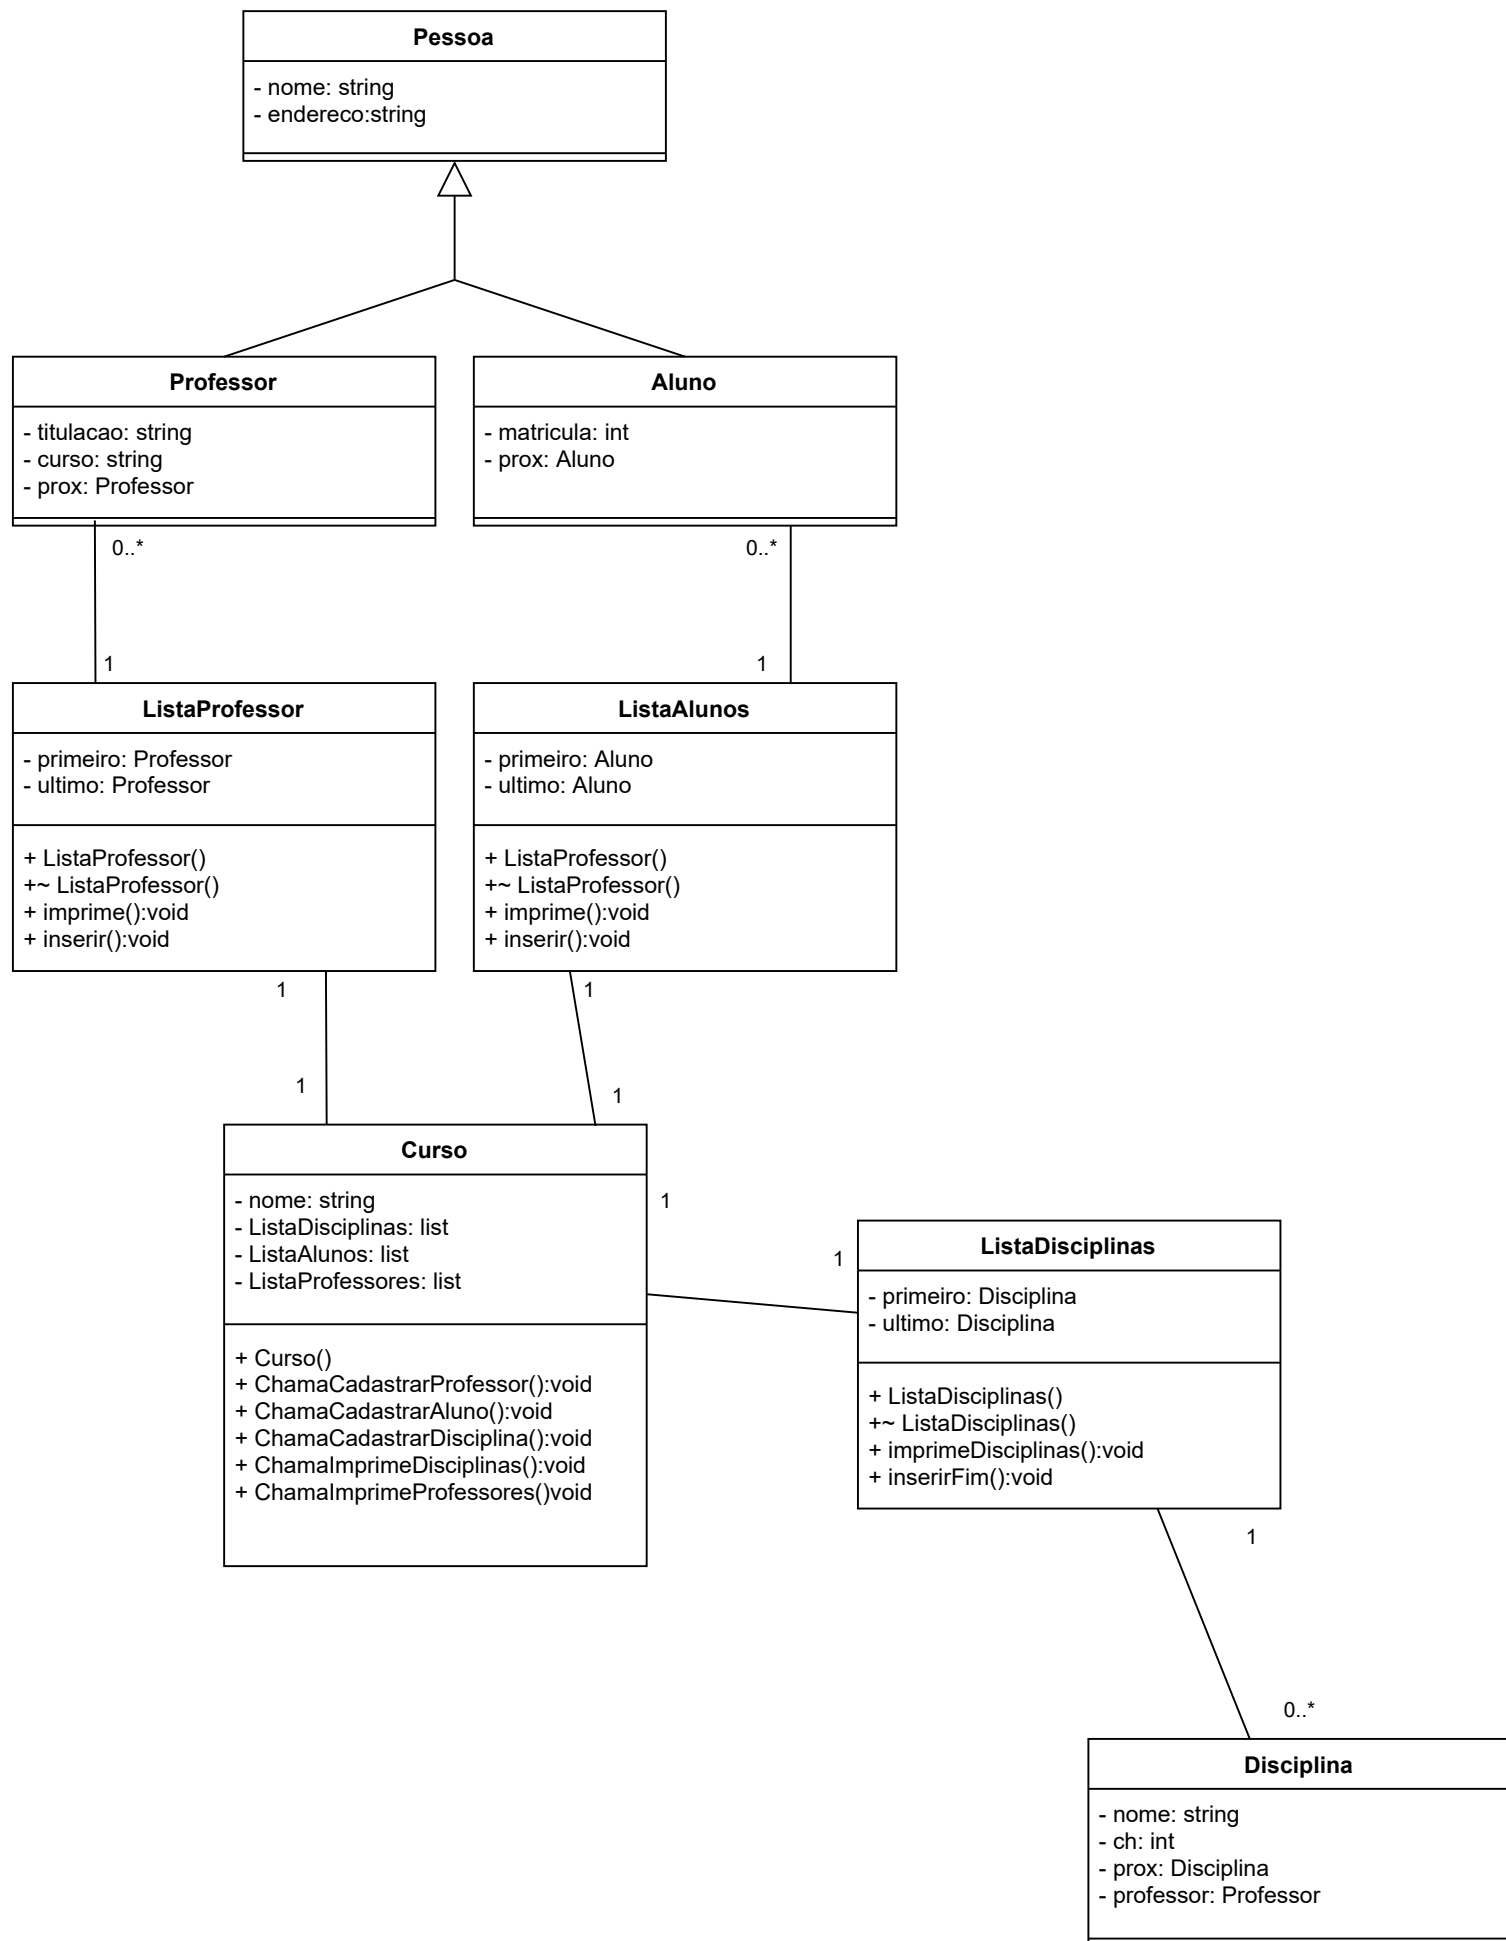 Pessoa
- nome: string
- endereco:string
Professor
- titulacao: string
- curso: string
- prox: Professor
Aluno
- matricula: int
- prox: Aluno
0..*
0..*
1
1
ListaProfessor
- primeiro: Professor
- ultimo: Professor
+ ListaProfessor()
+~ ListaProfessor()
+ imprime():void
+ inserir():void
ListaAlunos
- primeiro: Aluno
- ultimo: Aluno
+ ListaProfessor()
+~ ListaProfessor()
+ imprime():void
+ inserir():void
1
1
1
1
Curso
- nome: string
- ListaDisciplinas: list
- ListaAlunos: list
- ListaProfessores: list
+ Curso()
+ ChamaCadastrarProfessor():void
+ ChamaCadastrarAluno():void
+ ChamaCadastrarDisciplina():void
+ ChamaImprimeDisciplinas():void
+ ChamaImprimeProfessores()void
1
1
ListaDisciplinas
- primeiro: Disciplina
- ultimo: Disciplina
+ ListaDisciplinas()
+~ ListaDisciplinas()
+ imprimeDisciplinas():void
+ inserirFim():void
1
0..*
Disciplina
- nome: string
- ch: int
- prox: Disciplina
- professor: Professor